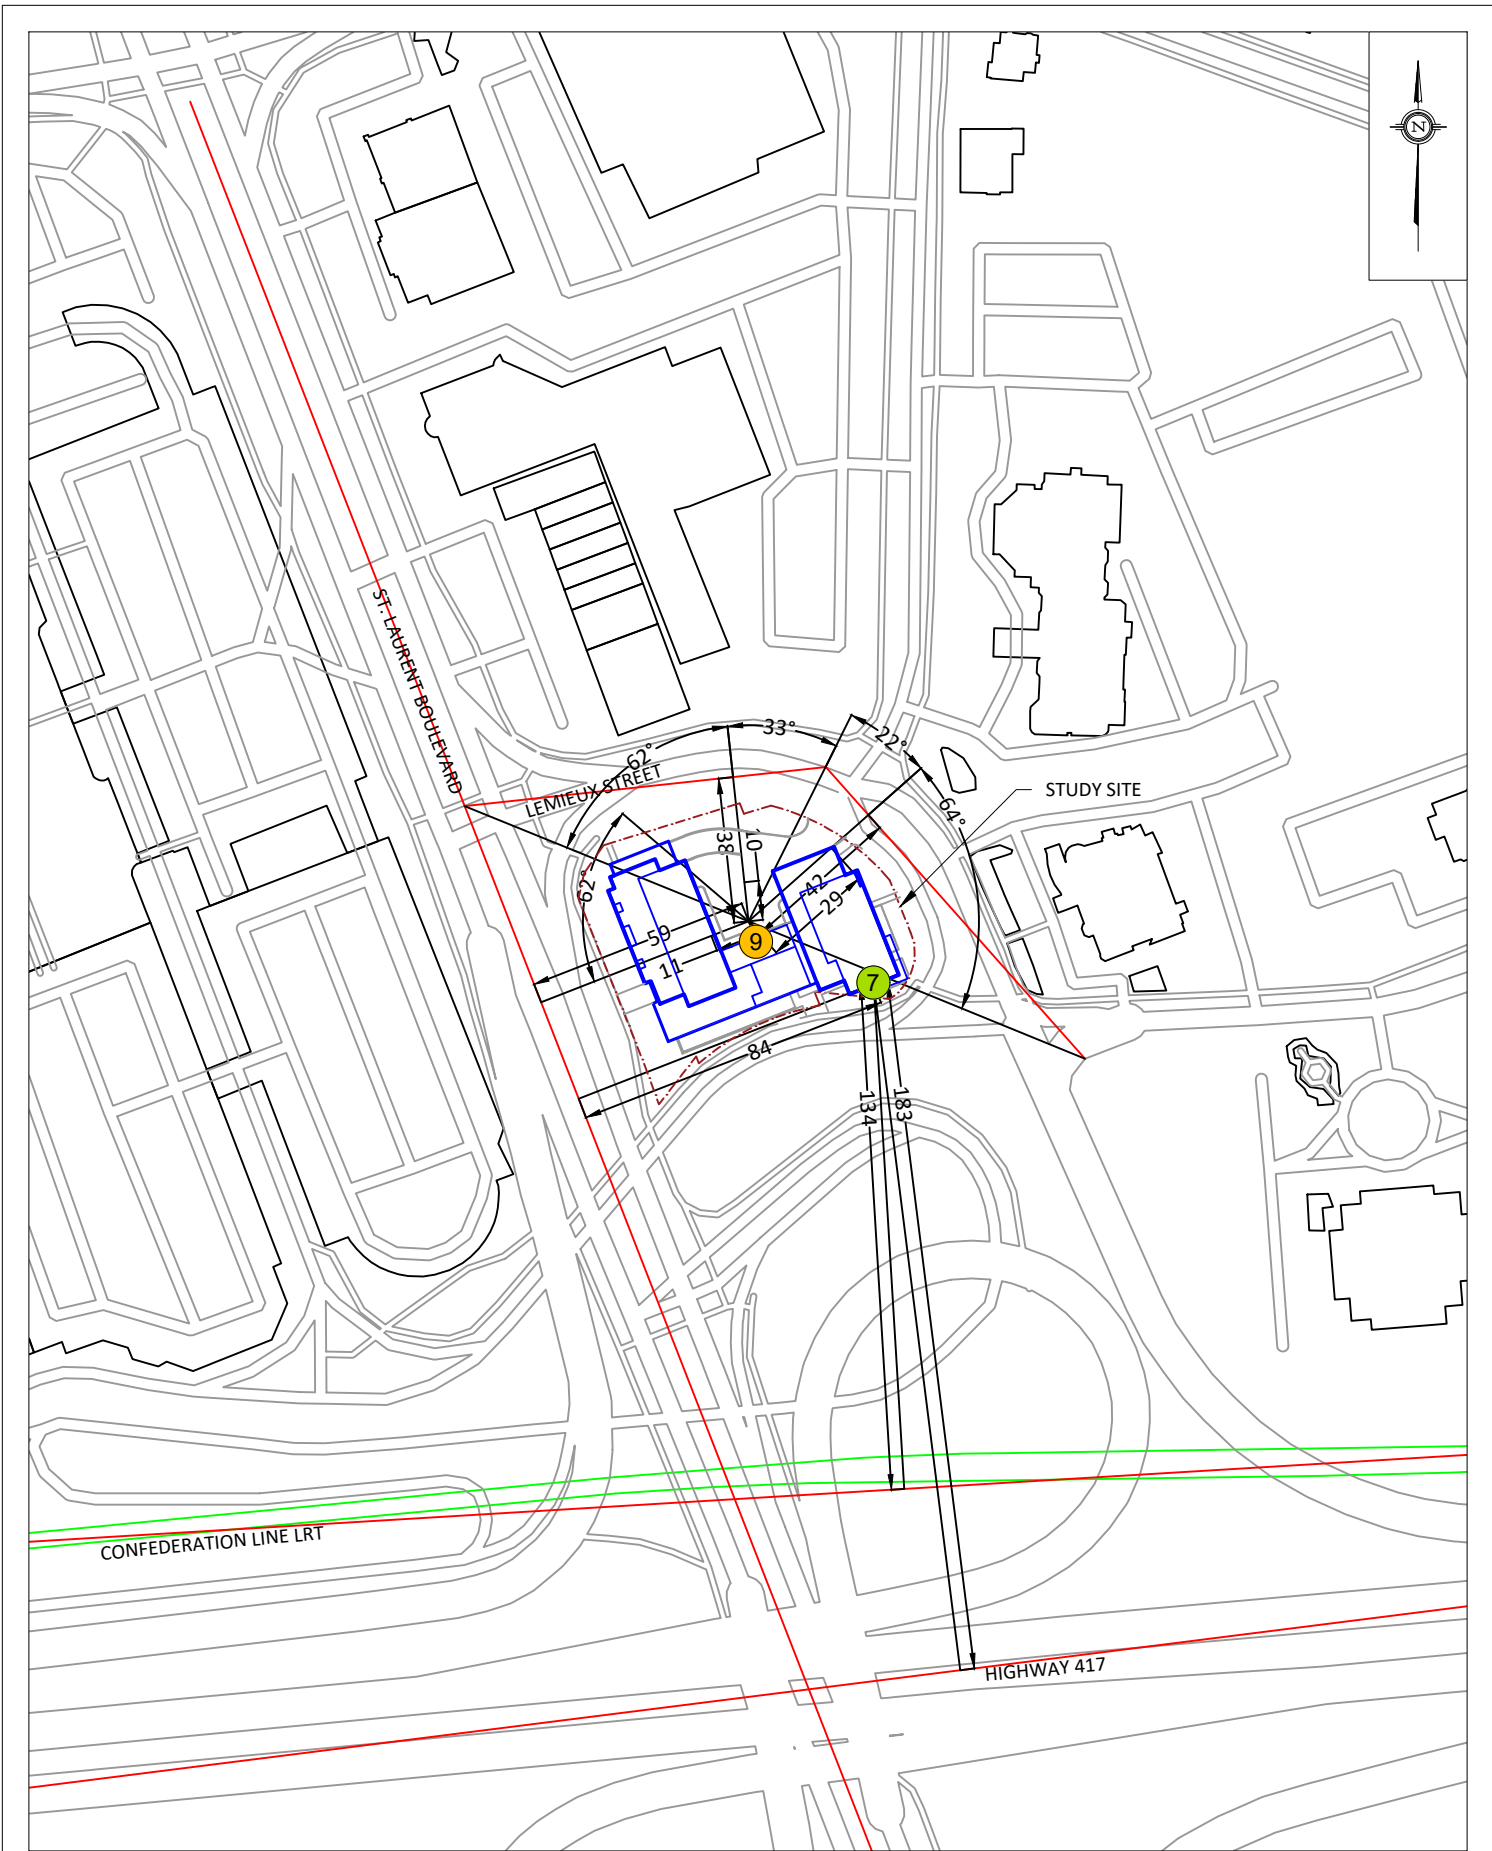 N
ST. LAURENT BOULEVARD
33°
22°
62°
LEMIEUX STREET
STUDY SITE
64°
38
10
62°
42
29
59
9
11
7
84
134
183
CONFEDERATION LINE LRT
HIGHWAY 417